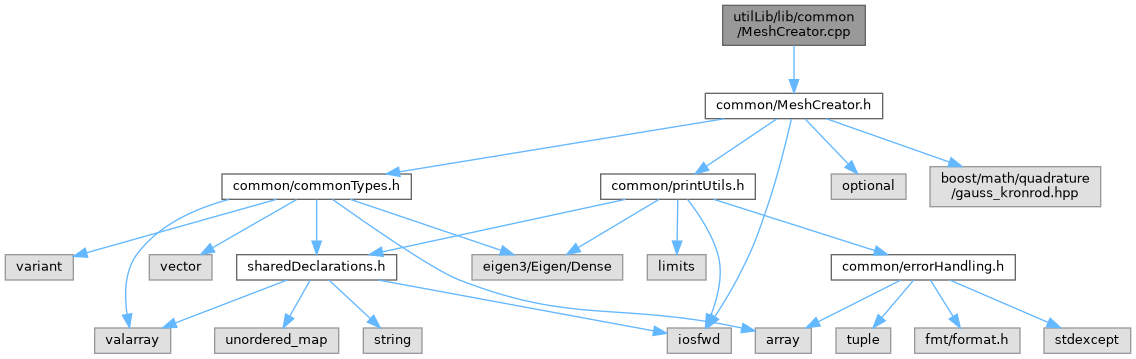 utilLib/lib/common
/MeshCreator.cpp
common/MeshCreator.h
common/commonTypes.h
common/printUtils.h
optional
boost/math/quadrature
/gauss_kronrod.hpp
variant
vector
sharedDeclarations.h
eigen3/Eigen/Dense
limits
common/errorHandling.h
valarray
unordered_map
string
iosfwd
array
tuple
fmt/format.h
stdexcept